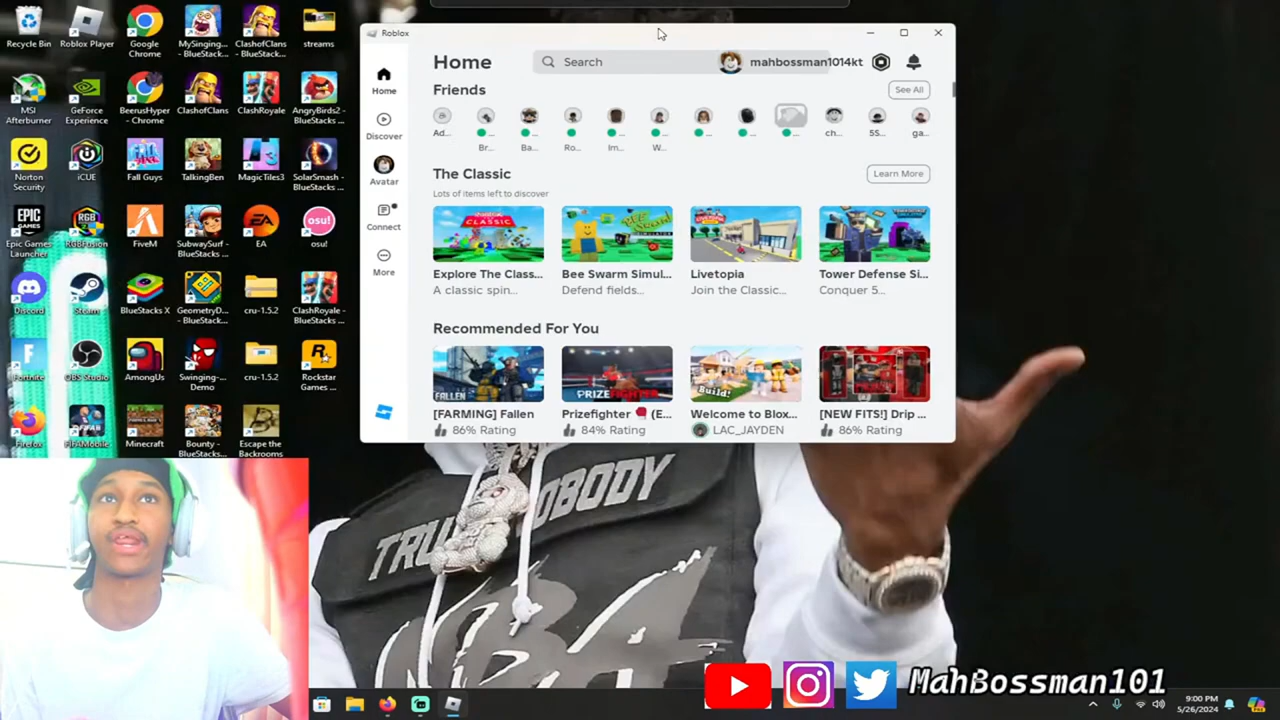 Recycle Bin
Roblox Player
Google Chrome
MySinging... - BlueStack...
ClashofClans - BlueStacks ...
streams
MSI Afterburner
GeForce Experience
BeerusHyper - Chrome
ClashofClans
ClashRoyale
AngryBirds2 - BlueStacks ...
Norton Security
iCUE
Fall Guys
TalkingBen
MagicTiles3
SolarSmash - BlueStacks ...
Epic Games Launcher
RGBFusion
FiveM
SubwaySurf - BlueStacks ...
EA
osu!
osu!
Discord
Steam
BlueStacks X
GeometryD... - BlueStack...
cru-1.5.2
ClashRoyale - BlueStacks ...
Fortnite
OBS Studio
AmongUs
Swinging-... Demo
cru-1.5.2
Rockstar Games ...
Firefox
FIFAMobile
Minecraft
Bounty - BlueStacks...
Escape the Backrooms
Roblox
Home
Search
mahbossman1014kt
Home
Discover
Avatar
Connect
More
Friends
See All
Ad...
Br...
Ba...
Ro...
Im...
W...
ch...
5S...
ga...
The Classic
Learn More
Lots of items left to discover
CLASSIC
Explore The Class...
Bee Swarm Simul...
Livetopia
Tower Defense Si...
A classic spin...
Defend fields...
Join the Classic...
Conquer 5...
Recommended For You
FALLEN
PRIZEFIGHTER
Build!
[FARMING] Fallen
Prizefighter 🥊 (E...
Welcome to Blox...
[NEW FITS!] Drip ...
86% Rating
84% Rating
LAC_JAYDEN
86% Rating
MahBossman101
9:00 PM
5/26/2024